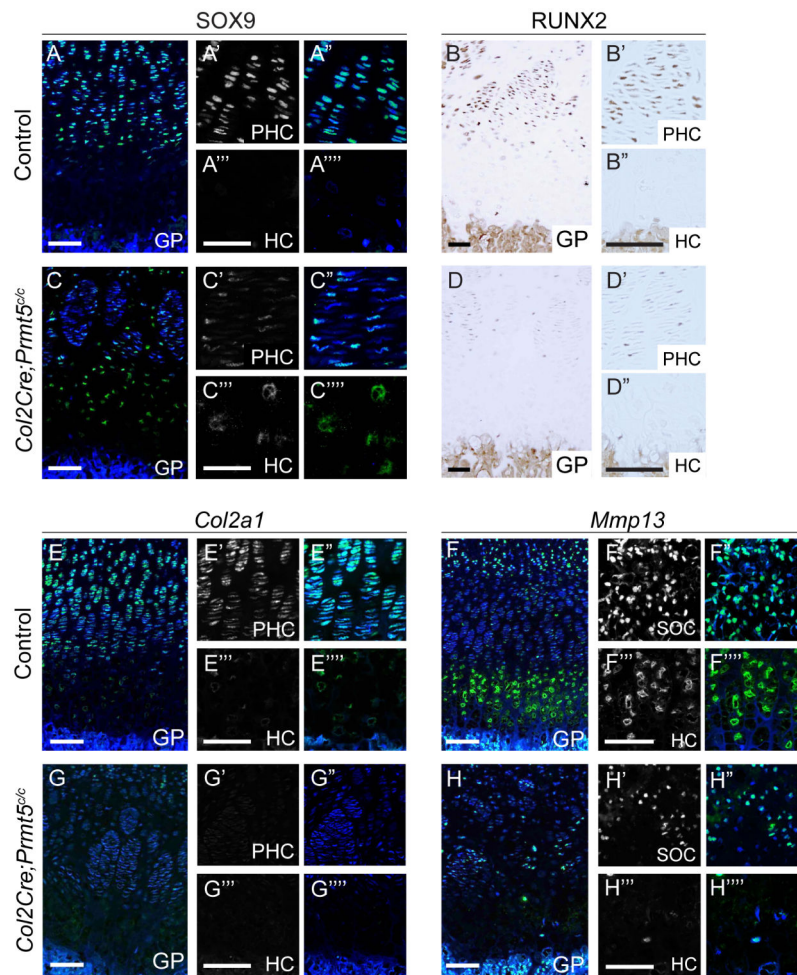 SOX9 RUNX2
Control
A A' A" B B'
PHC PHC
A''' A'''' B"
GP HC GP HC
Col2Cre;Prmt5c/c
C C' C" D D'
PHC PHC
C''' C'''' D"
GP HC GP HC
Col2a1 Mmp13
Control
E E' E" F F' F"
PHC SOC
E''' E'''' F''' F''''
GP HC GP HC
Col2Cre;Prmt5c/c
G G' G" H H' H"
PHC SOC
G''' G'''' H''' H''''
GP HC GP HC